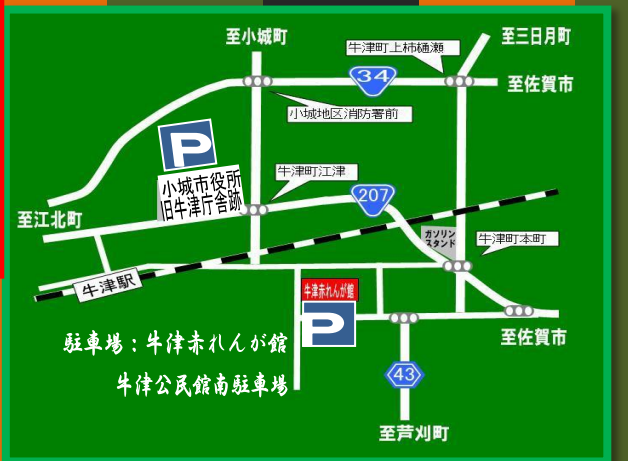 至小城町
至三日月町
牛津町上柿樋瀬
34
至佐賀市
小城地区消防署前
P
小城市役所
旧牛津庁舎跡
牛津町江津
207
至江北町
ガソリン
スタンド
牛津町本町
牛津駅
牛津赤れんが館
P
至佐賀市
駐車場：牛津赤れんが館
牛津公民館南駐車場
43
至芦刈町